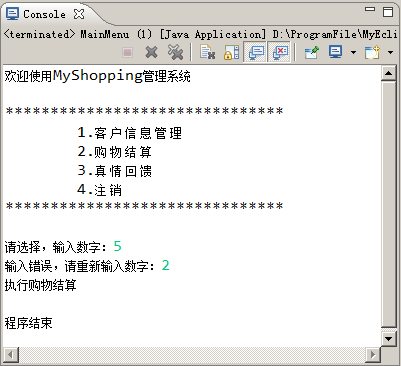 Console
<terminated> MainMenu (1) [Java Application] D:\ProgramFile\MyEcli
欢迎使用MyShopping管理系统
*******************************
1.客户信息管理
2.购物结算
3.真情回馈
4.注销
*******************************
请选择，输入数字：5
输入错误，请重新输入数字：2
执行购物结算
程序结束